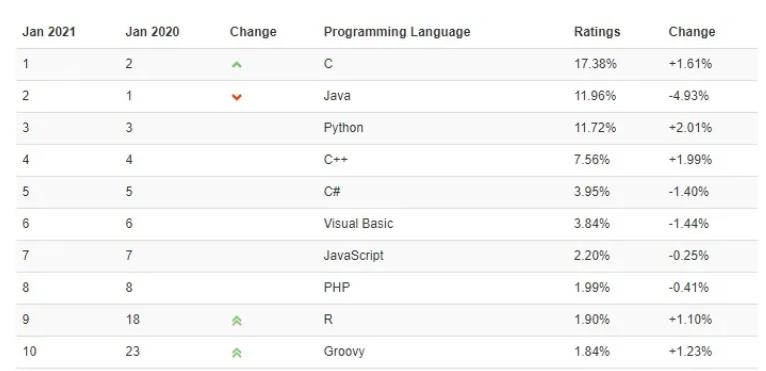 Jan 2021 Jan 2020 Change Programming Language Ratings Change
1 2 C 17.38% +1.61%
2 1 Java 11.96% -4.93%
3 3 Python 11.72% +2.01%
4 4 C++ 7.56% +1.99%
5 5 C# 3.95% -1.40%
6 6 Visual Basic 3.84% -1.44%
7 7 JavaScript 2.20% -0.25%
8 8 PHP 1.99% -0.41%
9 18 R 1.90% +1.10%
10 23 Groovy 1.84% +1.23%